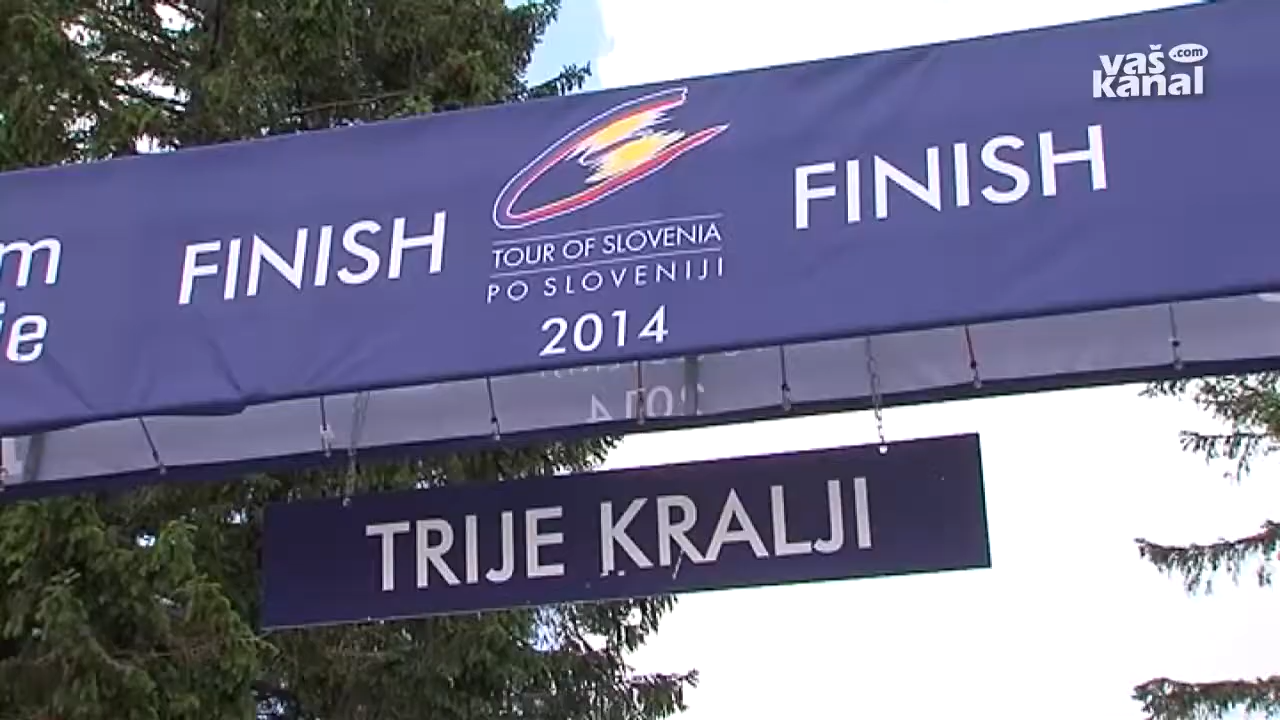 vaš .com
kanal
FINISH
TOUR OF SLOVENIA
PO SLOVENIJI
2014
FINISH
TRIJE KRALJI